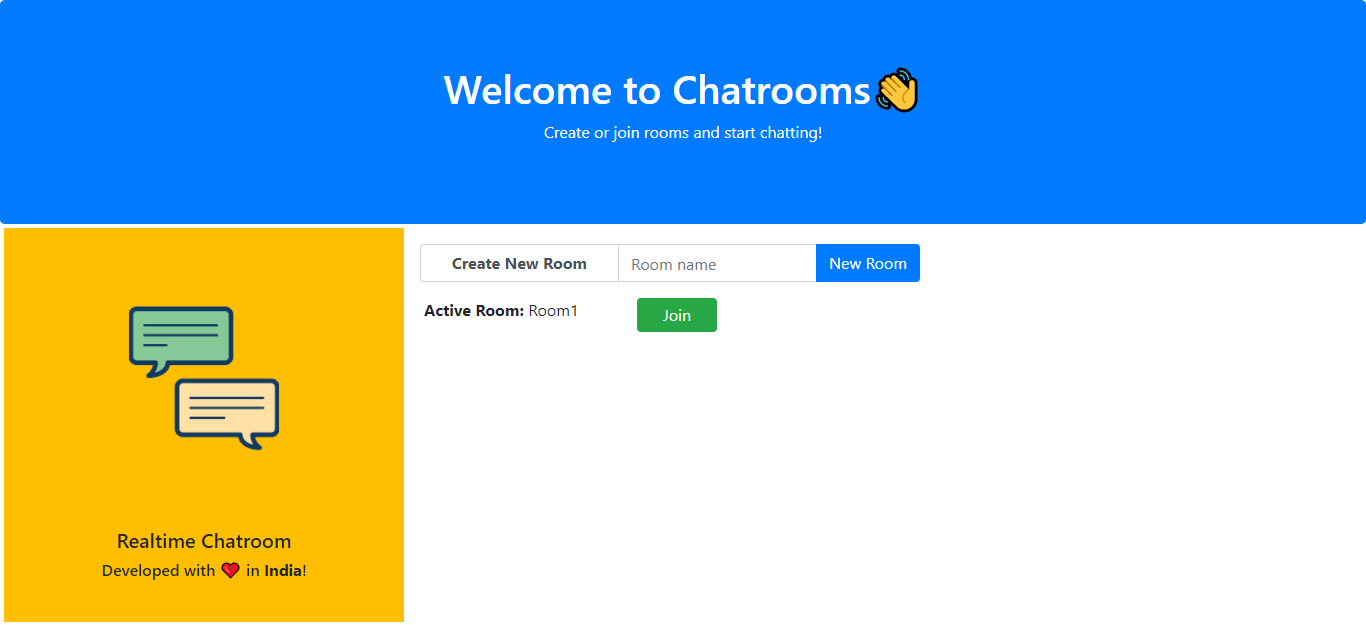 Welcome to Chatrooms
Create or join rooms and start chatting!
Create New Room Room name New Room
Active Room: Room1 Join
Realtime Chatroom
Developed with ❤ in India!